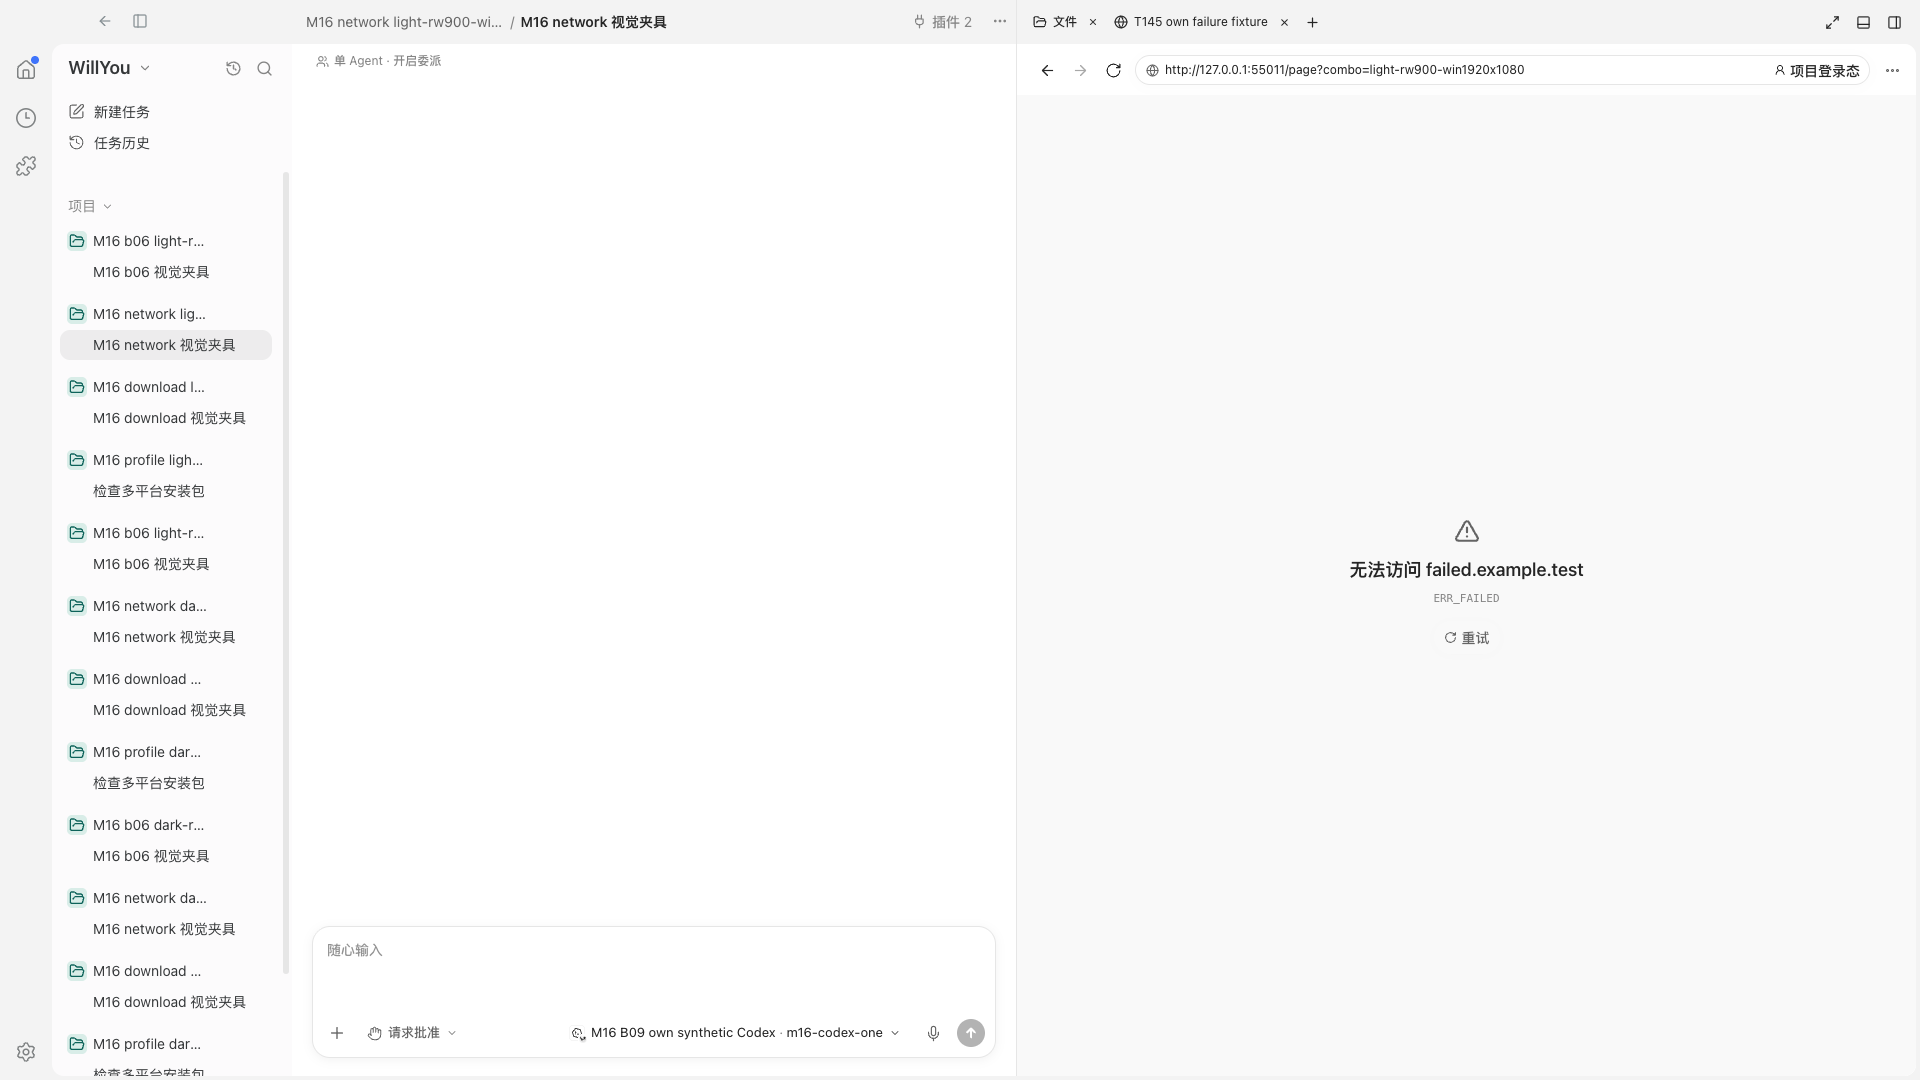 M16 network light-rw900-wi... / M16 network 视觉夹具
插件 2
文件
T145 own failure fixture
WillYou
新建任务
任务历史
项目
M16 b06 light-r...
M16 b06 视觉夹具
M16 network lig...
M16 network 视觉夹具
M16 download l...
M16 download 视觉夹具
M16 profile ligh...
检查多平台安装包
M16 b06 light-r...
M16 b06 视觉夹具
M16 network da...
M16 network 视觉夹具
M16 download ...
M16 download 视觉夹具
M16 profile dar...
检查多平台安装包
M16 b06 dark-r...
M16 b06 视觉夹具
M16 network da...
M16 network 视觉夹具
M16 download ...
M16 download 视觉夹具
M16 profile dar...
检查多平台安装包
单 Agent · 开启委派
随心输入
请求批准
M16 B09 own synthetic Codex · m16-codex-one
http://127.0.0.1:55011/page?combo=light-rw900-win1920x1080
项目登录态
无法访问 failed.example.test
ERR_FAILED
重试